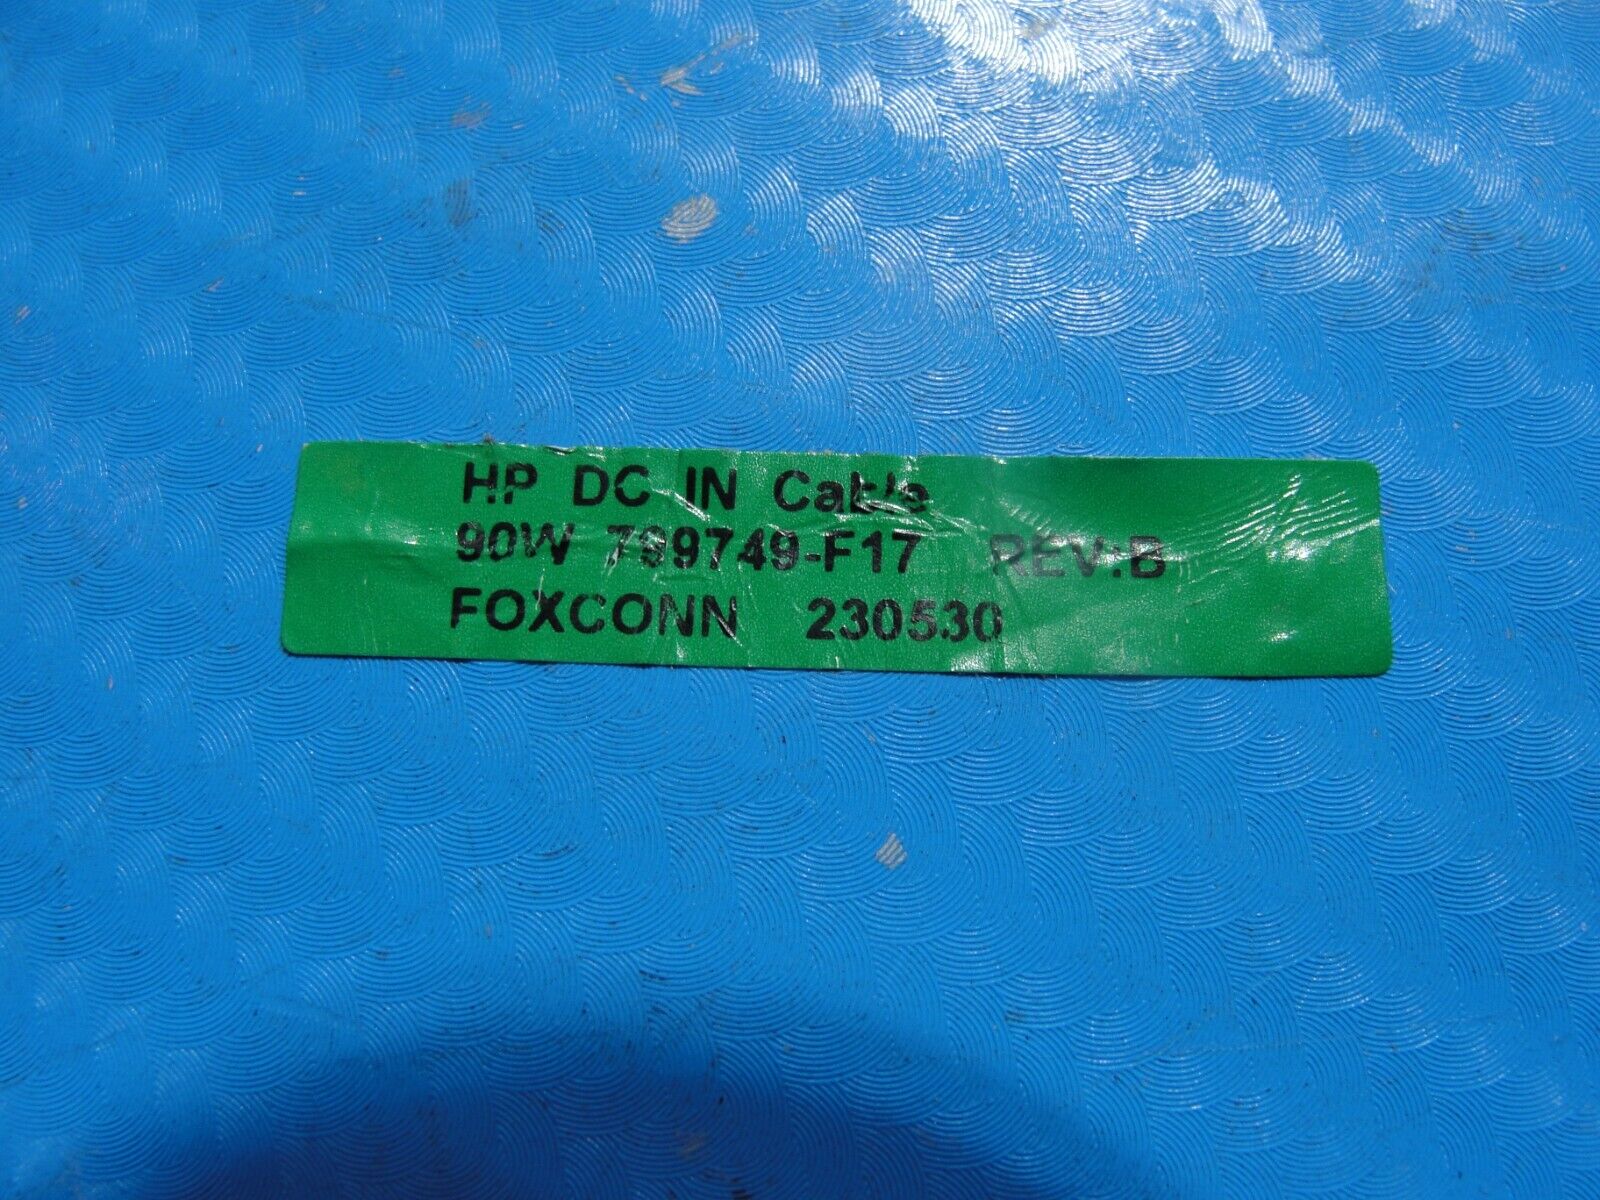 HP DC IN Cable
90W 799749-F17 REV:B
FOXCONN 230530